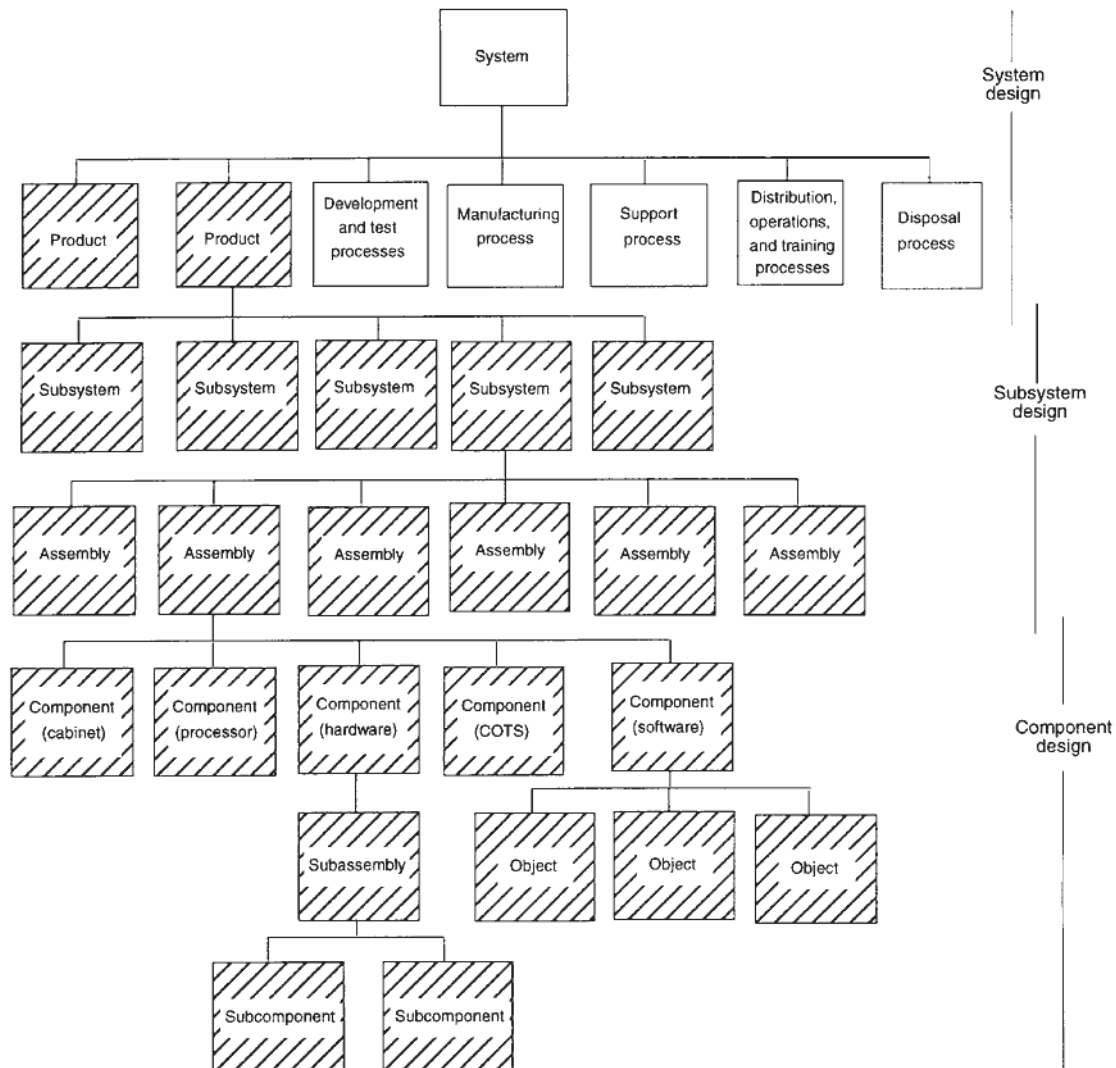 System
System
design
Product
Product
Development
and test
processes
Manufacturing
process
Support
process
Distribution,
operations,
and training
processes
Disposal
process
Subsystem
Subsystem
Subsystem
Subsystem
Subsystem
Subsystem
design
Assembly
Assembly
Assembly
Assembly
Assembly
Assembly
Component
(cabinet)
Component
(processor)
Component
(hardware)
Component
(COTS)
Component
(software)
Component
design
Subassembly
Object
Object
Object
Subcomponent
Subcomponent